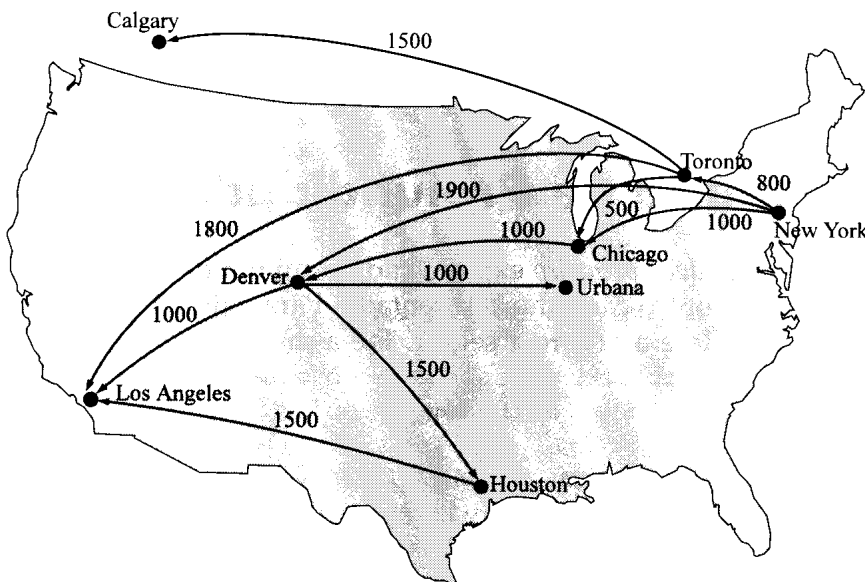 Calgary
1500
Toronto
1900
800
500
1000
1800
1000
New York
Chicago
Denver
1000
Urbana
1000
1500
Los Angeles
1500
Houston